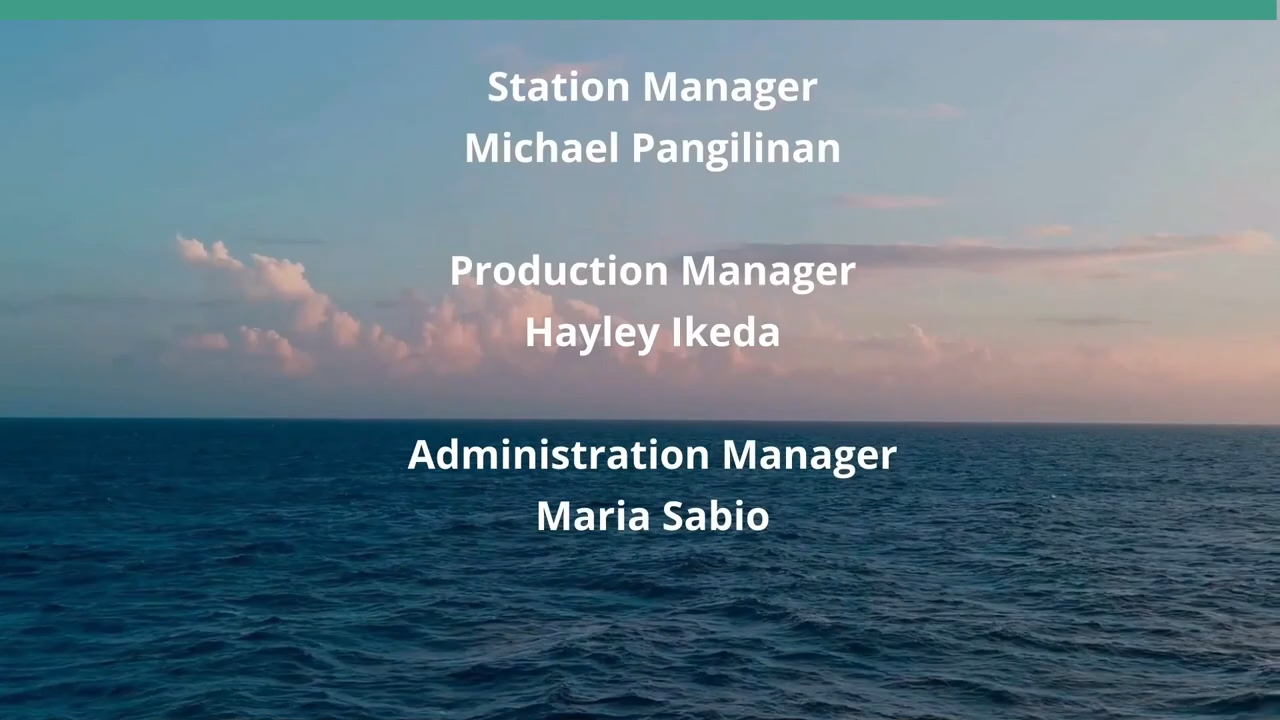 Station Manager
Michael Pangilinan
Production Manager
Hayley Ikeda
Administration Manager
Maria Sabio